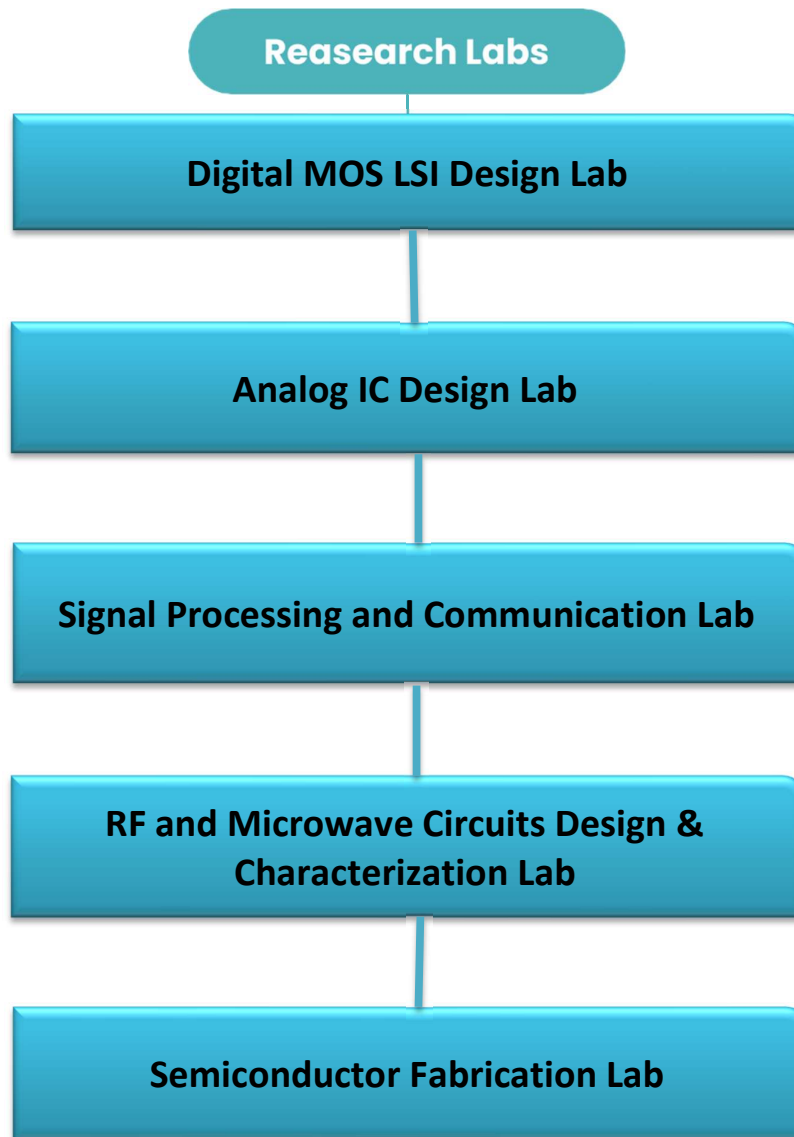 Reasearch Labs
Digital MOS LSI Design Lab
Analog IC Design Lab
Signal Processing and Communication Lab
RF and Microwave Circuits Design &
Characterization Lab
Semiconductor Fabrication Lab